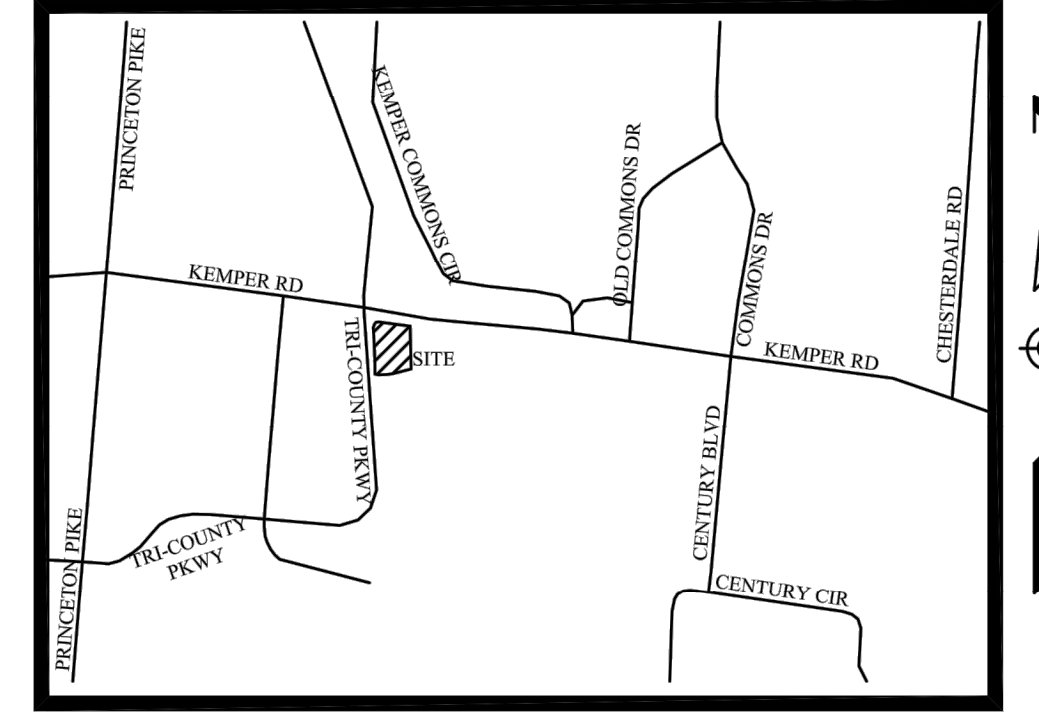 PRINCETON PIKE
KEMPER COMMONS CIR
OLD COMMONS DR
COMMONS DR
CHESTERDALE RD
KEMPER RD
TRI-COUNTY PKWY
SITE
KEMPER RD
CENTURY BLVD
PRINCETON PIKE
TRI-COUNTY
PKWY
CENTURY CIR